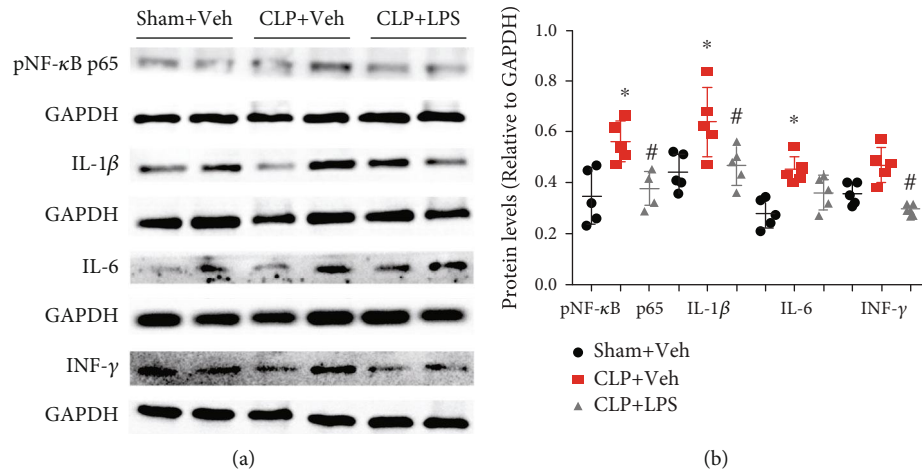 Sham+Veh CLP+Veh CLP+LPS
pNF-κB p65
GAPDH
IL-1β
GAPDH
IL-6
GAPDH
INF-γ
GAPDH
(a)
Protein levels (Relative to GAPDH)
1.0
0.8
0.6
0.4
0.2
0.0
* # * # * #
pNF-κB p65 IL-1β IL-6 INF-γ
Sham+Veh
CLP+Veh
CLP+LPS
(b)